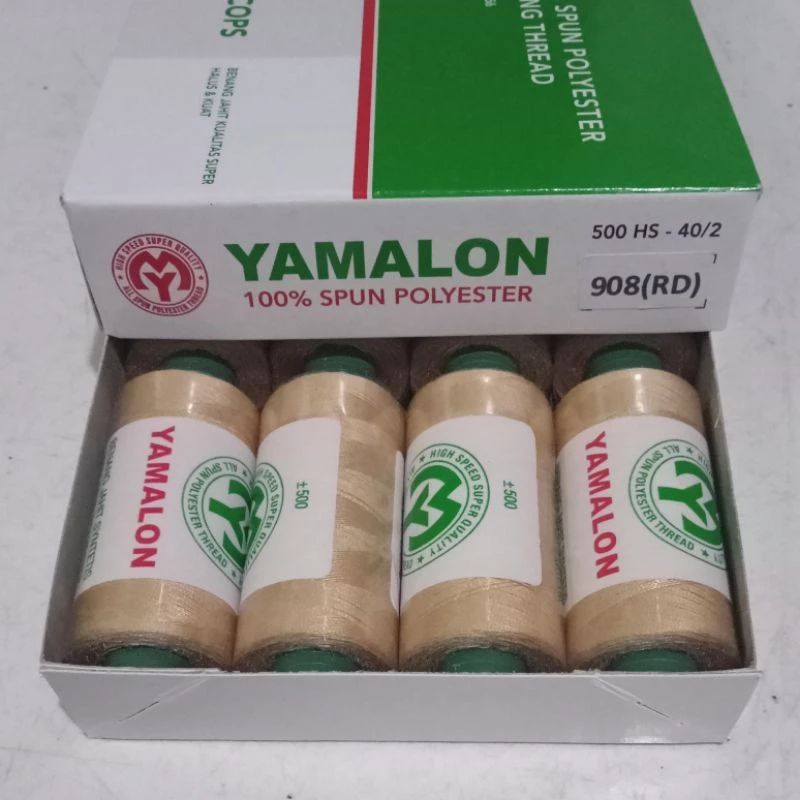 COPS
BENANG JAHIT KUALITAS SUPER
HALUS & KUAT
SPUN POLYESTER
NG THREAD
HIGH SPEED SUPER QUALITY
ALL SPUN POLYESTER THREAD
MY
YAMALON
100% SPUN POLYESTER
500 HS - 40/2
908(RD)
YAMALON
ALL SPUN POLYESTER THREAD
HIGH SPEED SUPER QUALITY
±500
HIGH SPEED SUPER QUALITY
±500
YAMALON
ALL SPUN POLYESTER THREAD